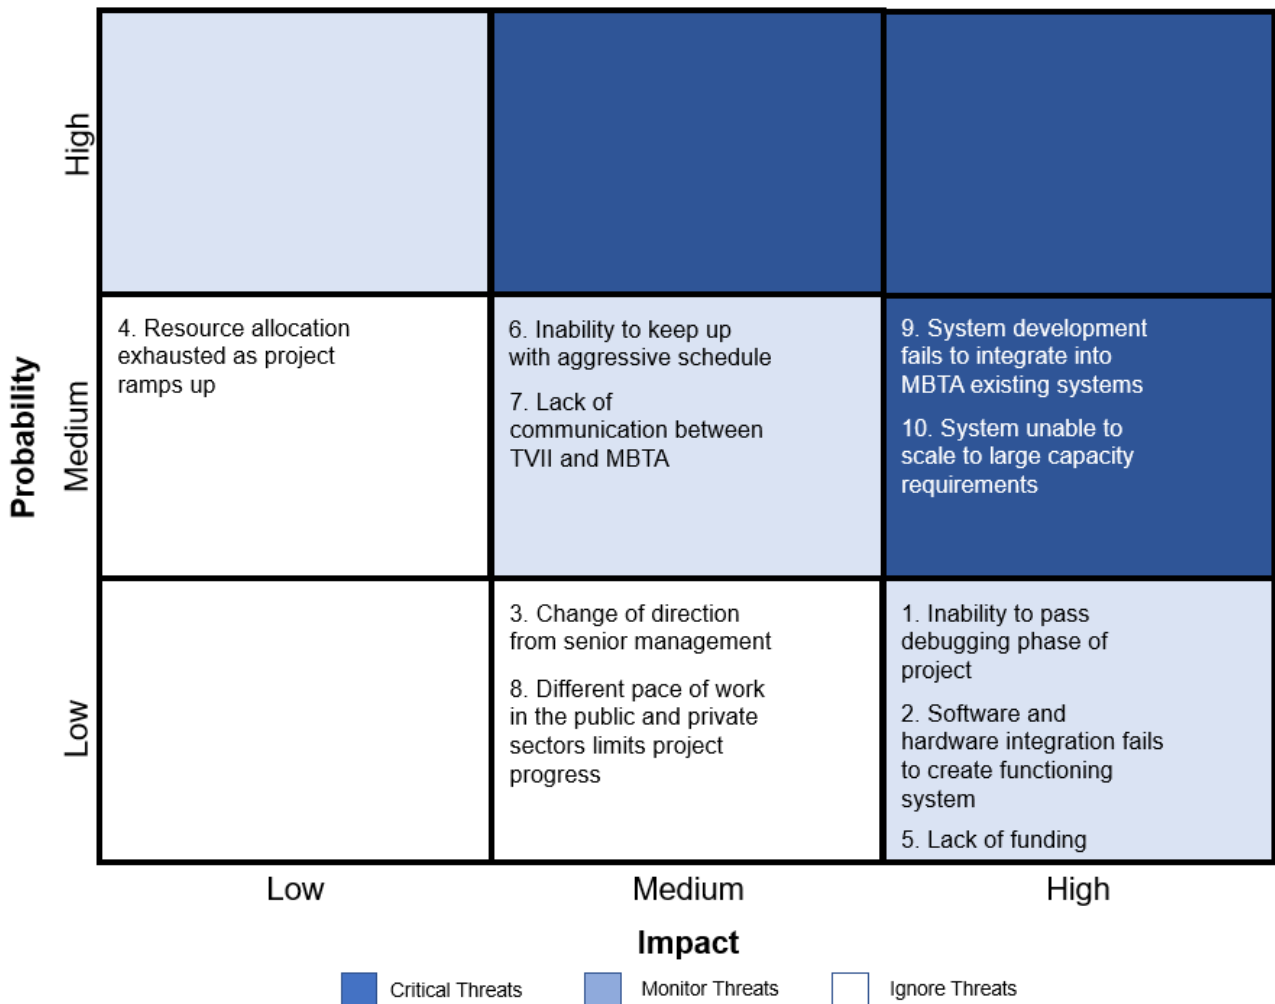 High
4. Resource allocation
exhausted as project
ramps up
6. Inability to keep up
with aggressive schedule
7. Lack of
communication between
TVII and MBTA
9. System development
fails to integrate into
MBTA existing systems
10. System unable to
scale to large capacity
requirements
Probability
Medium
3. Change of direction
from senior management
8. Different pace of work
in the public and private
sectors limits project
progress
1. Inability to pass
debugging phase of
project
2. Software and
hardware integration fails
to create functioning
system
5. Lack of funding
Low
Low
Medium
High
Impact
Critical Threats
Monitor Threats
Ignore Threats